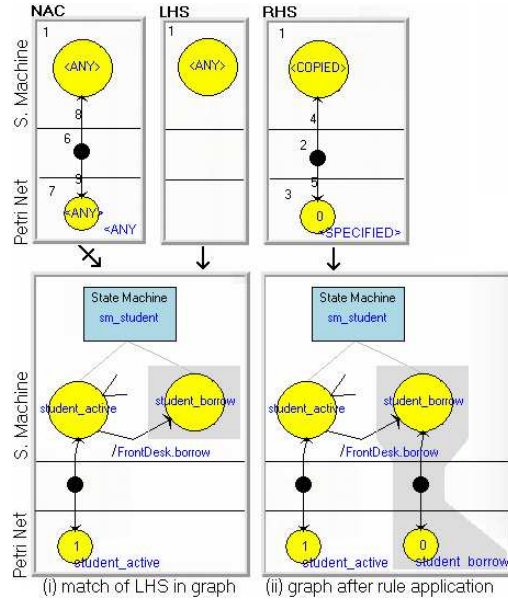 NAC
LHS
RHS
S. Machine
Petri Net
1
<ANY>
8
6
9
7
<ANY>
<ANY
1
<ANY>
1
<COPIED>
4
2
5
3
0
<SPECIFIED>
S. Machine
Petri Net
State Machine
sm_student
student_active
student_borrow
/FrontDesk.borrow
1
student_active
(i) match of LHS in graph
State Machine
sm_student
student_active
student_borrow
/FrontDesk.borrow
1
student_active
0
student_borrow
(ii) graph after rule application